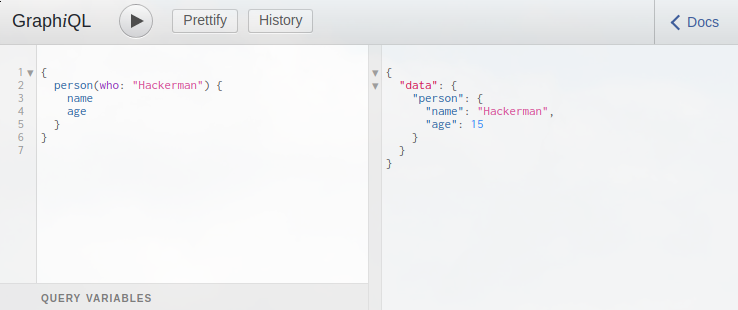 GraphiQL Prettify History Docs
1 {
2 person(who: "Hackerman") {
3 name
4 age
5 }
6 }
7
{
"data": {
"person": {
"name": "Hackerman",
"age": 15
}
}
}
QUERY VARIABLES